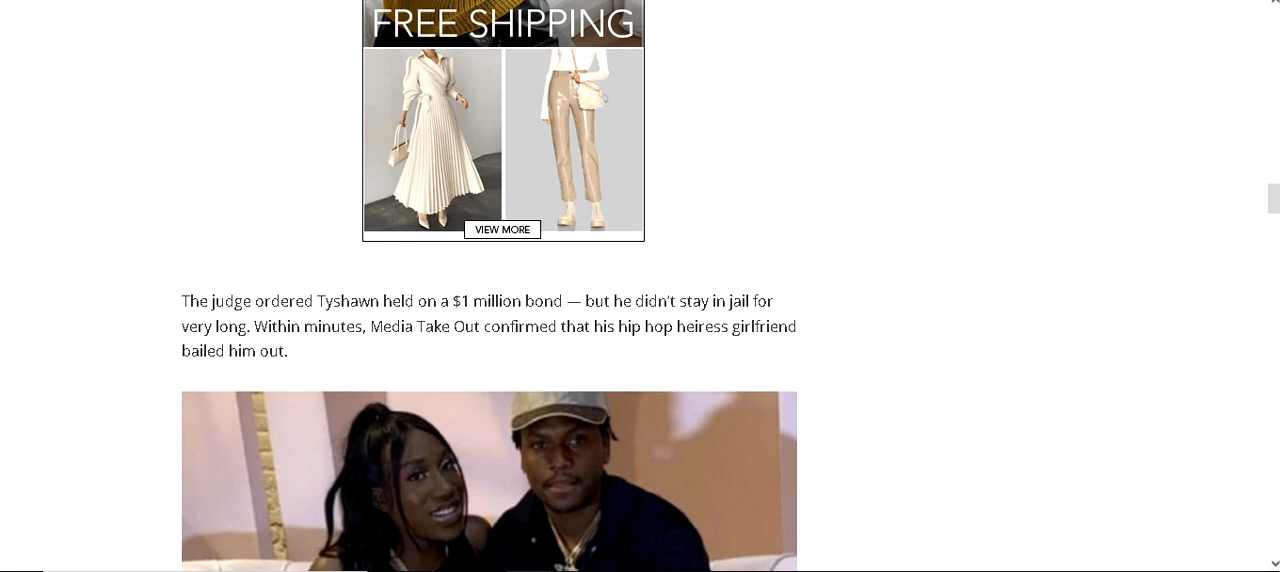 FREE SHIPPING
VIEW MORE
The judge ordered Tyshawn held on a $1 million bond — but he didn’t stay in jail for
very long. Within minutes, Media Take Out confirmed that his hip hop heiress girlfriend
bailed him out.